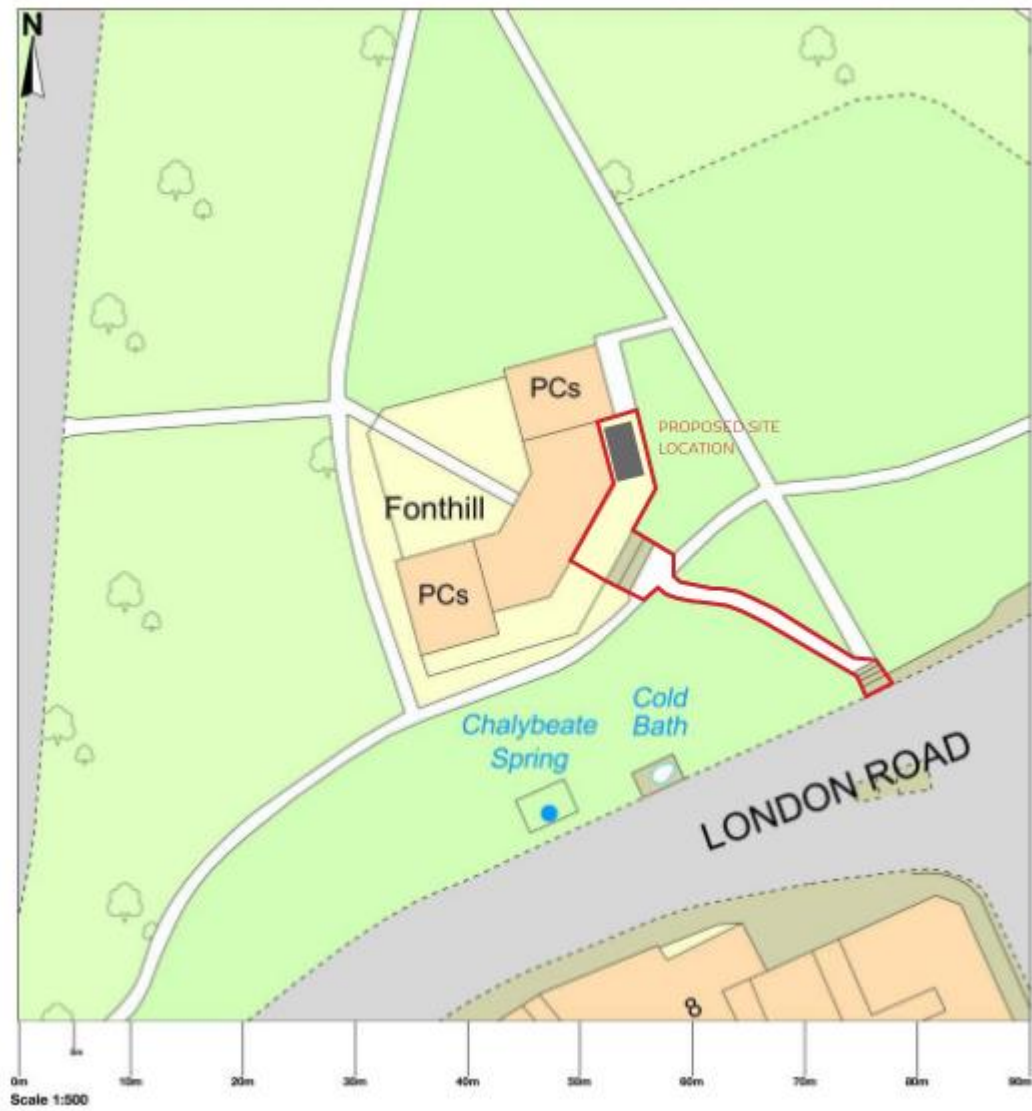 N
PCs
PROPOSED SITE
LOCATION
Fonthill
PCs
Chalybeate
Spring
Cold
Bath
LONDON ROAD
8
0m
5m
10m
20m
30m
40m
50m
60m
70m
80m
90m
Scale 1:500